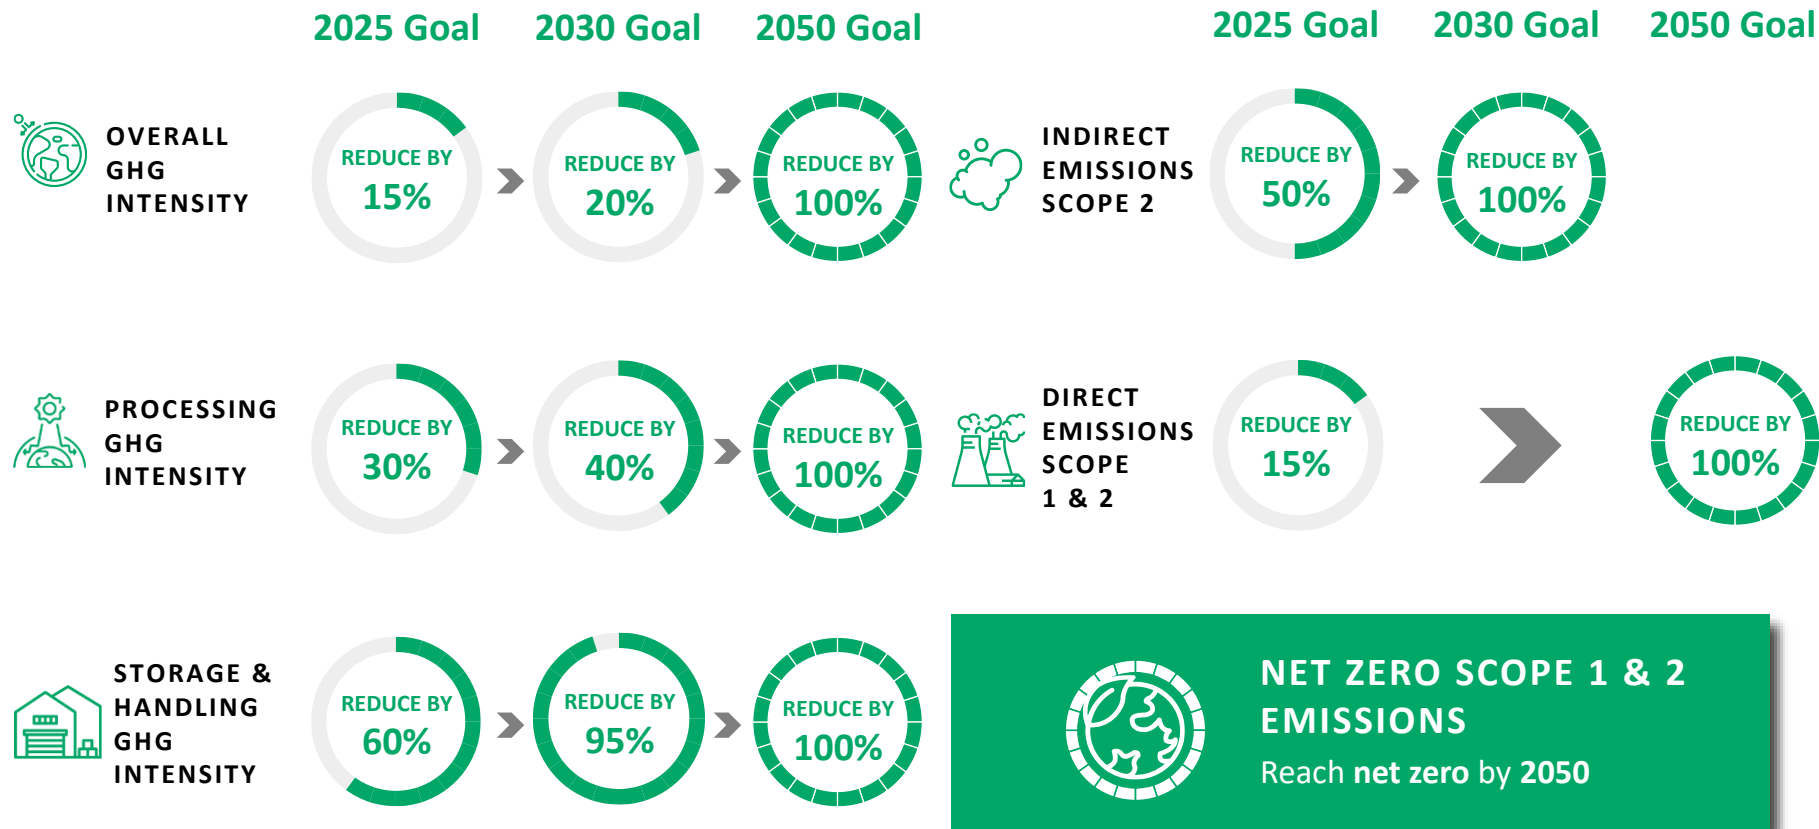 2025 Goal 2030 Goal 2050 Goal
2025 Goal 2030 Goal 2050 Goal
OVERALL
GHG
INTENSITY
REDUCE BY
15%
REDUCE BY
20%
REDUCE BY
100%
INDIRECT
EMISSIONS
SCOPE 2
REDUCE BY
50%
REDUCE BY
100%
PROCESSING
GHG
INTENSITY
REDUCE BY
30%
REDUCE BY
40%
REDUCE BY
100%
DIRECT
EMISSIONS
SCOPE
1 & 2
REDUCE BY
15%
REDUCE BY
100%
STORAGE &
HANDLING
GHG
INTENSITY
REDUCE BY
60%
REDUCE BY
95%
REDUCE BY
100%
NET ZERO SCOPE 1 & 2
EMISSIONS
Reach net zero by 2050